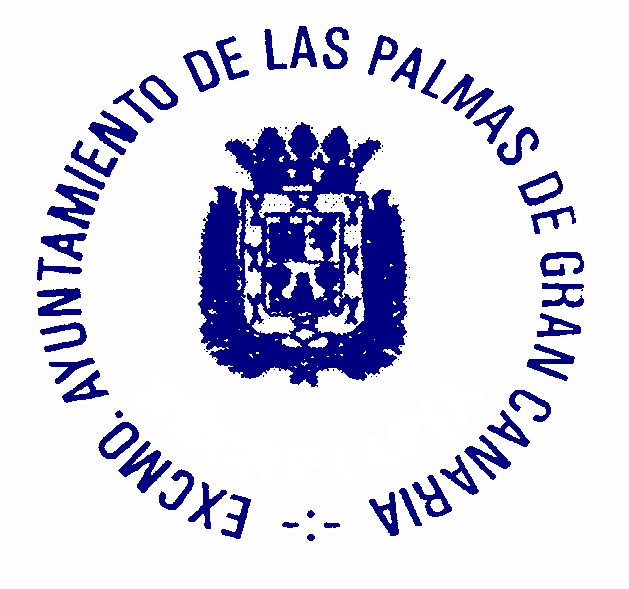 EXCMO. AYUNTAMIENTO DE LAS PALMAS DE GRAN CANARIA -:-